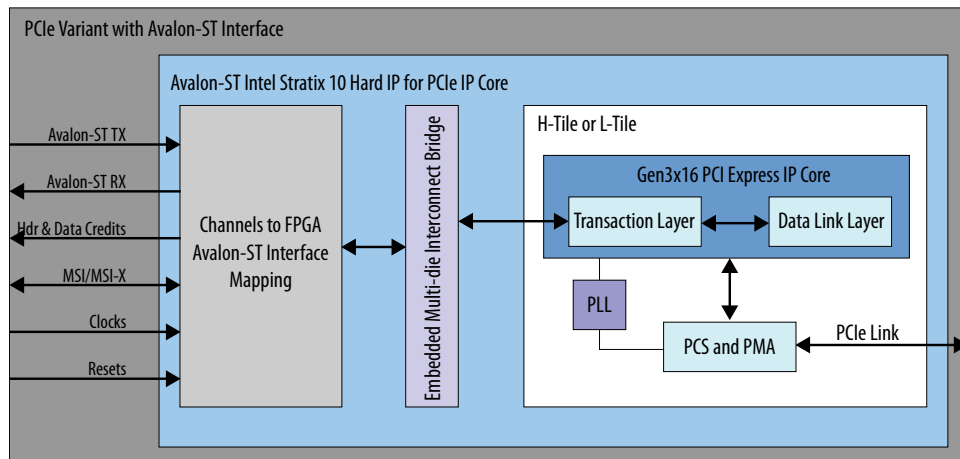 PCIe Variant with Avalon-ST Interface
Avalon-ST Intel Stratix 10 Hard IP for PCIe IP Core
Avalon-ST TX
Avalon-ST RX
Hdr & Data Credits
MSI/MSI-X
Clocks
Resets
Channels to FPGA
Avalon-ST Interface
Mapping
Embedded Multi-die Interconnect Bridge
H-Tile or L-Tile
Gen3x16 PCI Express IP Core
Transaction Layer
Data Link Layer
PLL
PCS and PMA
PCIe Link